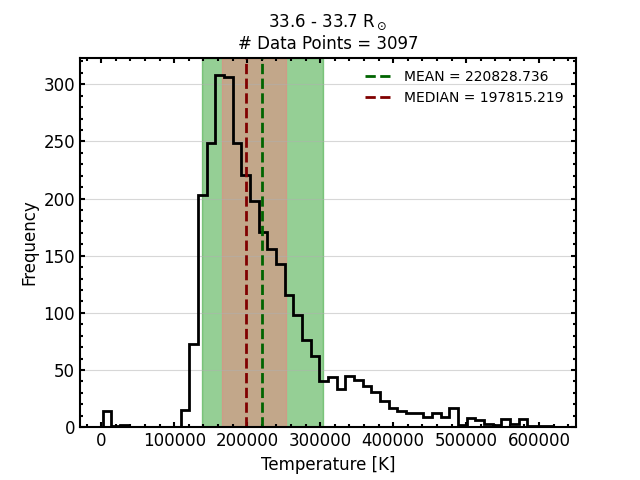 33.6 - 33.7 R⊙
# Data Points = 3097
MEAN = 220828.736
MEDIAN = 197815.219
300
250
200
150
100
50
0
Frequency
0 100000 200000 300000 400000 500000 600000
Temperature [K]